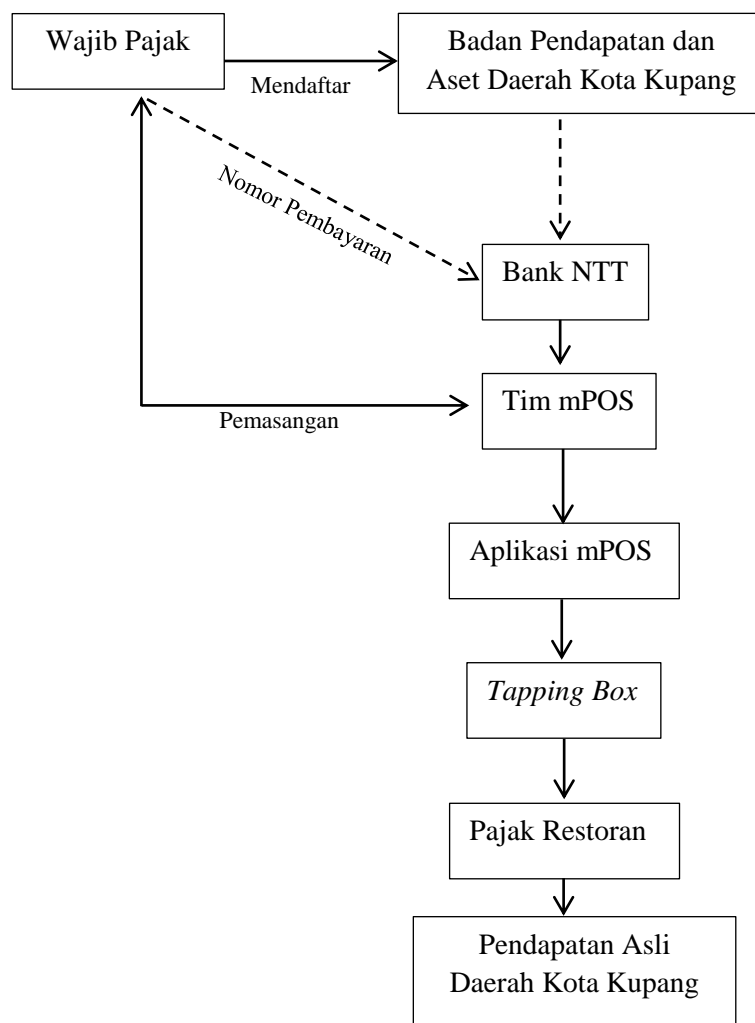 Wajib Pajak
Mendaftar
Badan Pendapatan dan
Aset Daerah Kota Kupang
Nomor Pembayaran
Bank NTT
Tim mPOS
Pemasangan
Aplikasi mPOS
Tapping Box
Pajak Restoran
Pendapatan Asli
Daerah Kota Kupang